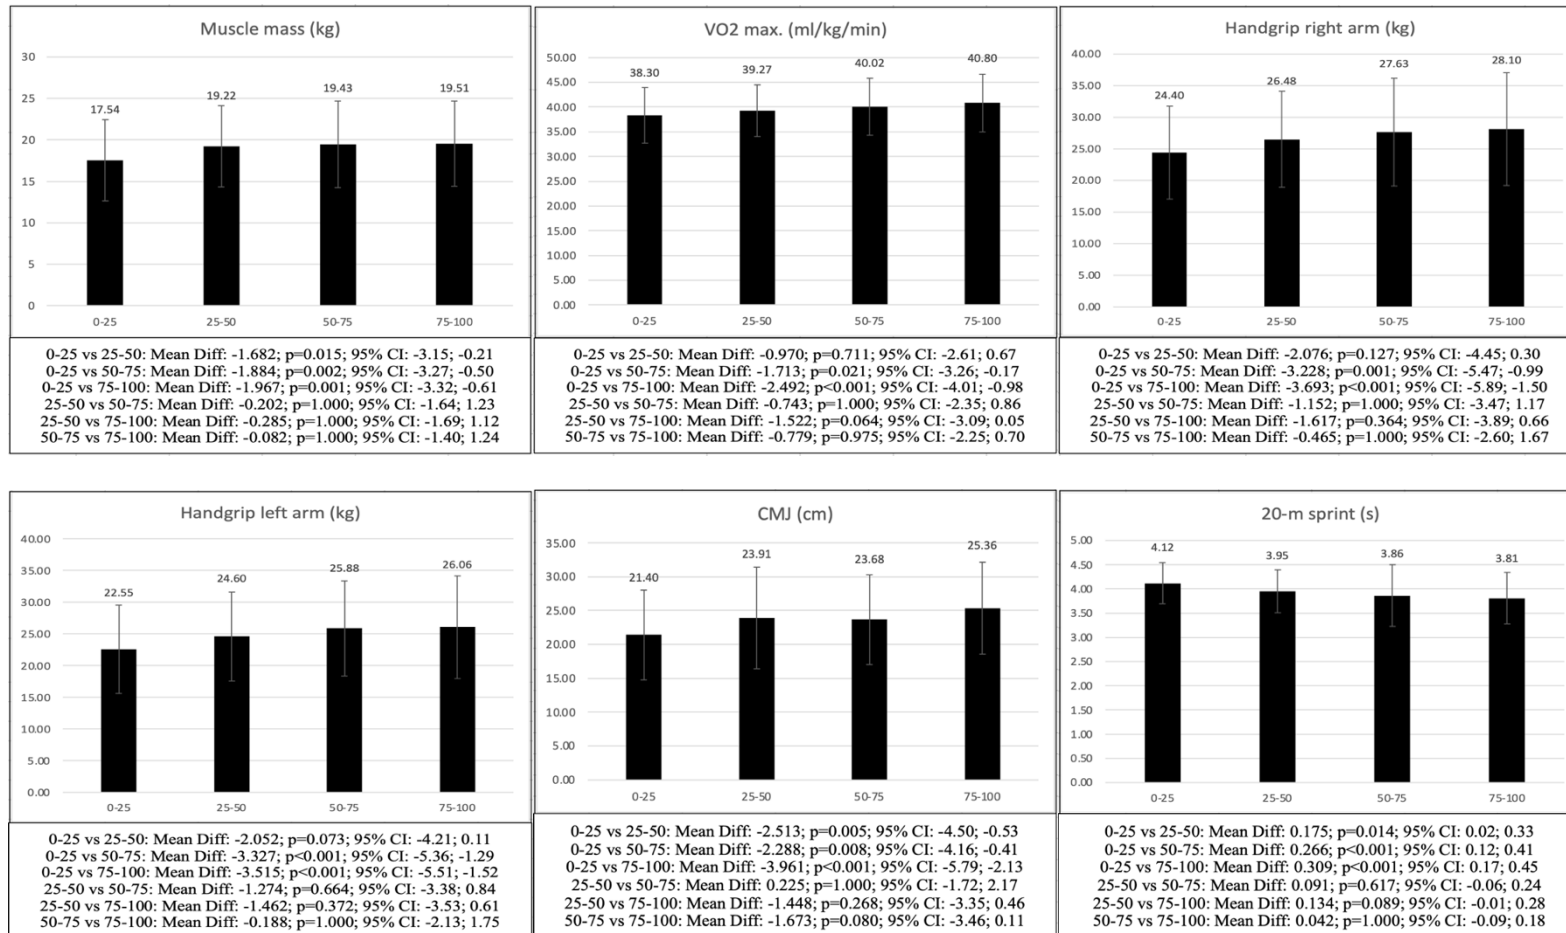 Muscle mass (kg)
30
25
20
15
10
5
0
17.54
19.22
19.43
19.51
0-25
25-50
50-75
75-100
0-25 vs 25-50: Mean Diff: -1.682; p=0.015; 95% CI: -3.15; -0.21
0-25 vs 50-75: Mean Diff: -1.884; p=0.002; 95% CI: -3.27; -0.50
0-25 vs 75-100: Mean Diff: -1.967; p=0.001; 95% CI: -3.32; -0.61
25-50 vs 50-75: Mean Diff: -0.202; p=1.000; 95% CI: -1.64; 1.23
25-50 vs 75-100: Mean Diff: -0.285; p=1.000; 95% CI: -1.69; 1.12
50-75 vs 75-100: Mean Diff: -0.082; p=1.000; 95% CI: -1.40; 1.24
VO2 max. (ml/kg/min)
50.00
45.00
40.00
35.00
30.00
25.00
20.00
15.00
10.00
5.00
0.00
38.30
39.27
40.02
40.80
0-25
25-50
50-75
75-100
0-25 vs 25-50: Mean Diff: -0.970; p=0.711; 95% CI: -2.61; 0.67
0-25 vs 50-75: Mean Diff: -1.713; p=0.021; 95% CI: -3.26; -0.17
0-25 vs 75-100: Mean Diff: -2.492; p<0.001; 95% CI: -4.01; -0.98
25-50 vs 50-75: Mean Diff: -0.743; p=1.000; 95% CI: -2.35; 0.86
25-50 vs 75-100: Mean Diff: -1.522; p=0.064; 95% CI: -3.09; 0.05
50-75 vs 75-100: Mean Diff: -0.779; p=0.975; 95% CI: -2.25; 0.70
Handgrip right arm (kg)
40.00
35.00
30.00
25.00
20.00
15.00
10.00
5.00
0.00
24.40
26.48
27.63
28.10
0-25
25-50
50-75
75-100
0-25 vs 25-50: Mean Diff: -2.076; p=0.127; 95% CI: -4.45; 0.30
0-25 vs 50-75: Mean Diff: -3.228; p=0.001; 95% CI: -5.47; -0.99
0-25 vs 75-100: Mean Diff: -3.693; p<0.001; 95% CI: -5.89; -1.50
25-50 vs 50-75: Mean Diff: -1.152; p=1.000; 95% CI: -3.47; 1.17
25-50 vs 75-100: Mean Diff: -1.617; p=0.364; 95% CI: -3.89; 0.66
50-75 vs 75-100: Mean Diff: -0.465; p=1.000; 95% CI: -2.60; 1.67
Handgrip left arm (kg)
40.00
35.00
30.00
25.00
20.00
15.00
10.00
5.00
0.00
22.55
24.60
25.88
26.06
0-25
25-50
50-75
75-100
0-25 vs 25-50: Mean Diff: -2.052; p=0.073; 95% CI: -4.21; 0.11
0-25 vs 50-75: Mean Diff: -3.327; p<0.001; 95% CI: -5.36; -1.29
0-25 vs 75-100: Mean Diff: -3.515; p<0.001; 95% CI: -5.51; -1.52
25-50 vs 50-75: Mean Diff: -1.274; p=0.664; 95% CI: -3.38; 0.84
25-50 vs 75-100: Mean Diff: -1.462; p=0.372; 95% CI: -3.53; 0.61
50-75 vs 75-100: Mean Diff: -0.188; p=1.000; 95% CI: -2.13; 1.75
CMJ (cm)
35.00
30.00
25.00
20.00
15.00
10.00
5.00
0.00
21.40
23.91
23.68
25.36
0-25
25-50
50-75
75-100
0-25 vs 25-50: Mean Diff: -2.513; p=0.005; 95% CI: -4.50; -0.53
0-25 vs 50-75: Mean Diff: -2.288; p=0.008; 95% CI: -4.16; -0.41
0-25 vs 75-100: Mean Diff: -3.961; p<0.001; 95% CI: -5.79; -2.13
25-50 vs 50-75: Mean Diff: 0.225; p=1.000; 95% CI: -1.72; 2.17
25-50 vs 75-100: Mean Diff: -1.448; p=0.268; 95% CI: -3.35; 0.46
50-75 vs 75-100: Mean Diff: -1.673; p=0.080; 95% CI: -3.46; 0.11
20-m sprint (s)
5.00
4.50
4.00
3.50
3.00
2.50
2.00
1.50
1.00
0.50
0.00
4.12
3.95
3.86
3.81
0-25
25-50
50-75
75-100
0-25 vs 25-50: Mean Diff: 0.175; p=0.014; 95% CI: 0.02; 0.33
0-25 vs 50-75: Mean Diff: 0.266; p<0.001; 95% CI: 0.12; 0.41
0-25 vs 75-100: Mean Diff: 0.309; p<0.001; 95% CI: 0.17; 0.45
25-50 vs 50-75: Mean Diff: 0.091; p=0.617; 95% CI: -0.06; 0.24
25-50 vs 75-100: Mean Diff: 0.134; p=0.089; 95% CI: -0.01; 0.28
50-75 vs 75-100: Mean Diff: 0.042; p=1.000; 95% CI: -0.09; 0.18